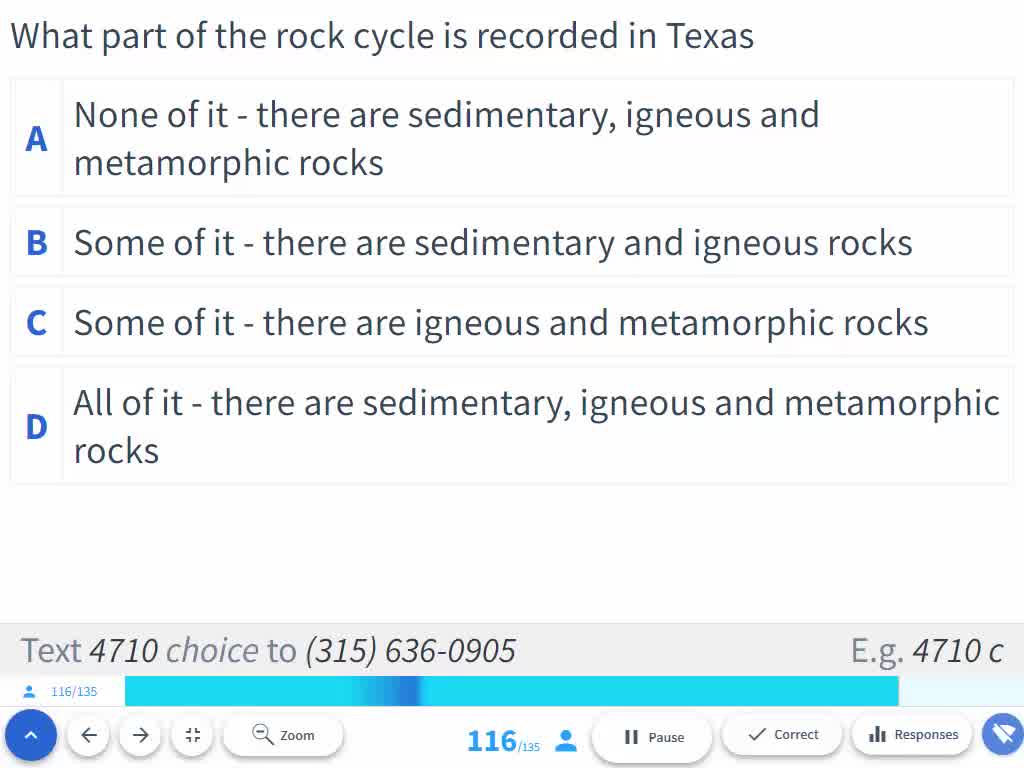 What part of the rock cycle is recorded in Texas
A
None of it - there are sedimentary, igneous and
metamorphic rocks
B
Some of it - there are sedimentary and igneous rocks
C
Some of it - there are igneous and metamorphic rocks
D
All of it - there are sedimentary, igneous and metamorphic
rocks
Text 4710 choice to (315) 636-0905
E.g. 4710 c
116/135
Zoom
116/135
Pause
Correct
Responses